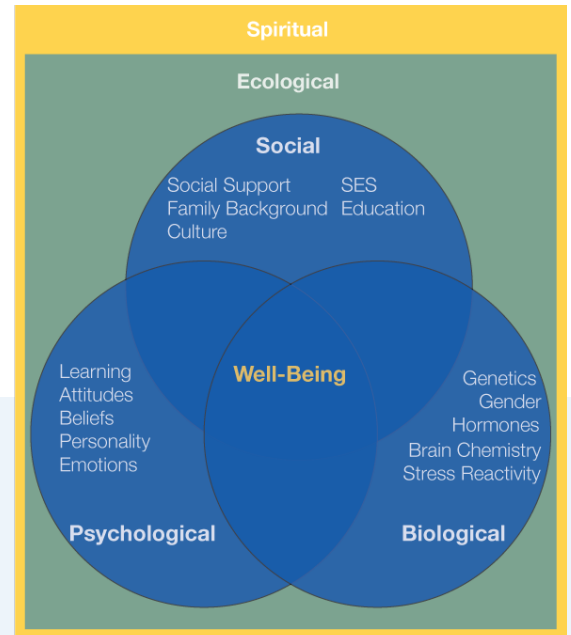 Spiritual
Ecological
Social
Social Support SES
Family Background Education
Culture
Well-Being
Learning
Attitudes
Beliefs
Personality
Emotions
Genetics
Gender
Hormones
Brain Chemistry
Stress Reactivity
Psychological
Biological